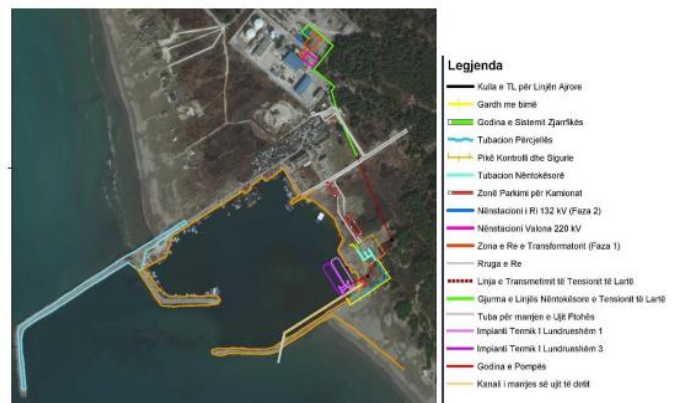 Legjenda
Kulla e TL për Linjën Ajrore
Gardh me bimë
Godina e Sistemit Zjarrfikës
Tubacion Përcjellës
Pikë Kontrolli dhe Sigurie
Tubacion Nëntokësorë
Zonë Parkimi për Kamionat
Nënstacioni i Ri 132 kV (Faza 2)
Nënstacioni Valona 220 kV
Zona e Re e Transformatorit (Faza 1)
Rruga e Re
Linja e Transmetimit të Tensionit të Lartë
Gjurma e Linjës Nëntokësore e Tensionit të Lartë
Tuba për marrjen e Ujit Ftohës
Impianti Termik I Lundrueshëm 1
Impianti Termik I Lundrueshëm 3
Godina e Pompës
Kanali i marrjes së ujit të detit